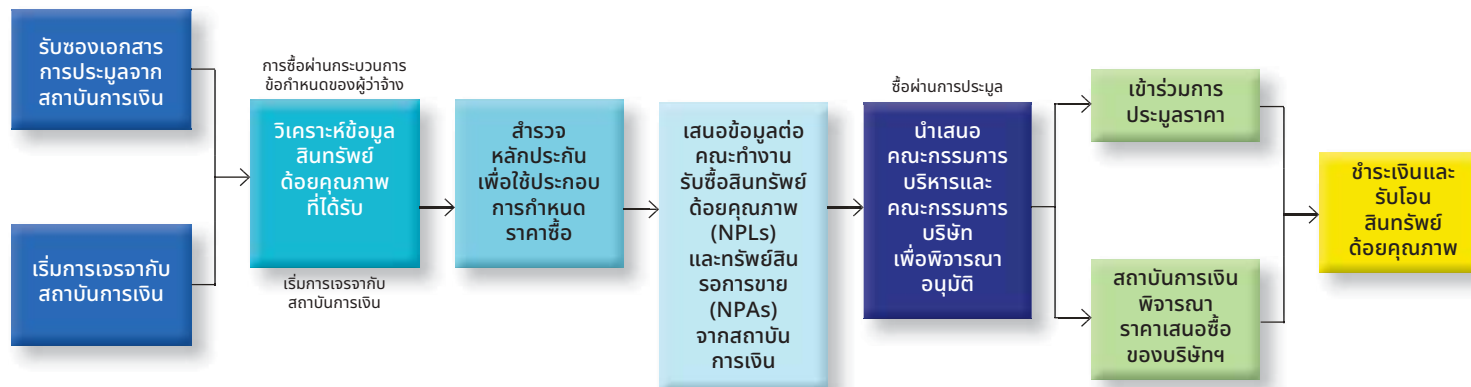 รับซองเอกสาร
การประมูลจาก
สถาบันการเงิน
เริ่มการเจรจากับ
สถาบันการเงิน
การซื้อผ่านกระบวนการ
ข้อกำหนดของผู้ว่าจ้าง
วิเคราะห์ข้อมูล
สินทรัพย์
ด้อยคุณภาพ
ที่ได้รับ
เริ่มการเจรจากับ
สถาบันการเงิน
สำรวจ
หลักประกัน
เพื่อใช้ประกอบ
การกำหนด
ราคาซื้อ
เสนอข้อมูลต่อ
คณะทำงาน
รับซื้อสินทรัพย์
ด้อยคุณภาพ
(NPLs)
และทรัพย์สิน
รอการขาย
(NPAs)
จากสถาบัน
การเงิน
ซื้อผ่านการประมูล
นำเสนอ
คณะกรรมการ
บริหารและ
คณะกรรมการ
บริษัท
เพื่อพิจารณา
อนุมัติ
เข้าร่วมการ
ประมูลราคา
สถาบันการเงิน
พิจารณา
ราคาเสนอซื้อ
ของบริษัทฯ
ชำระเงินและ
รับโอน
สินทรัพย์
ด้อยคุณภาพ